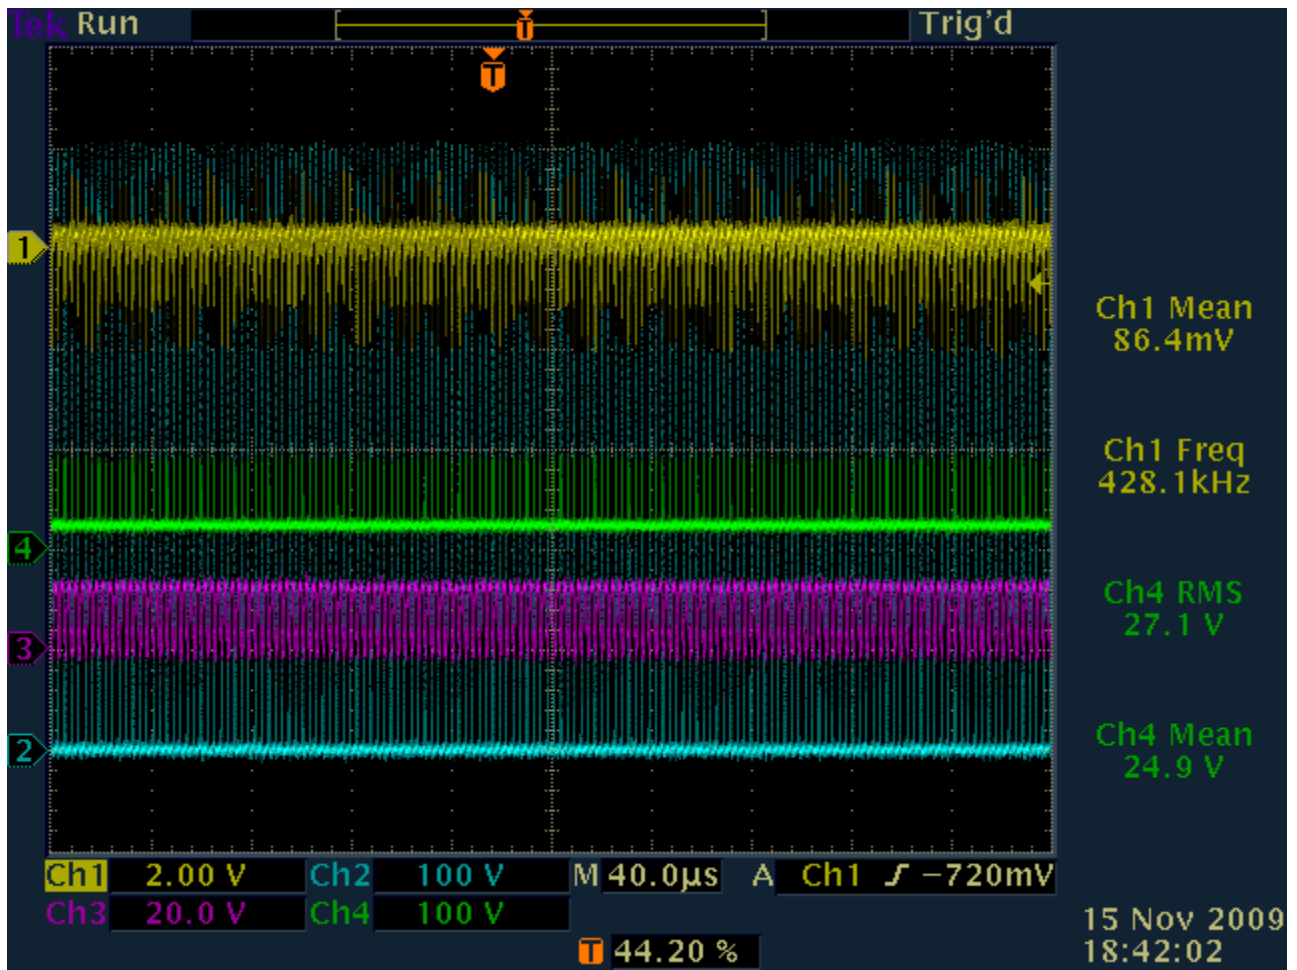 Tek Run Trig'd
T
T
1
Ch1 Mean
86.4mV
Ch1 Freq
428.1kHz
4
Ch4 RMS
27.1 V
3
Ch4 Mean
24.9 V
2
Ch1 2.00 V Ch2 100 V M 40.0µs A Ch1 -720mV
Ch3 20.0 V Ch4 100 V
T 44.20 %
15 Nov 2009
18:42:02